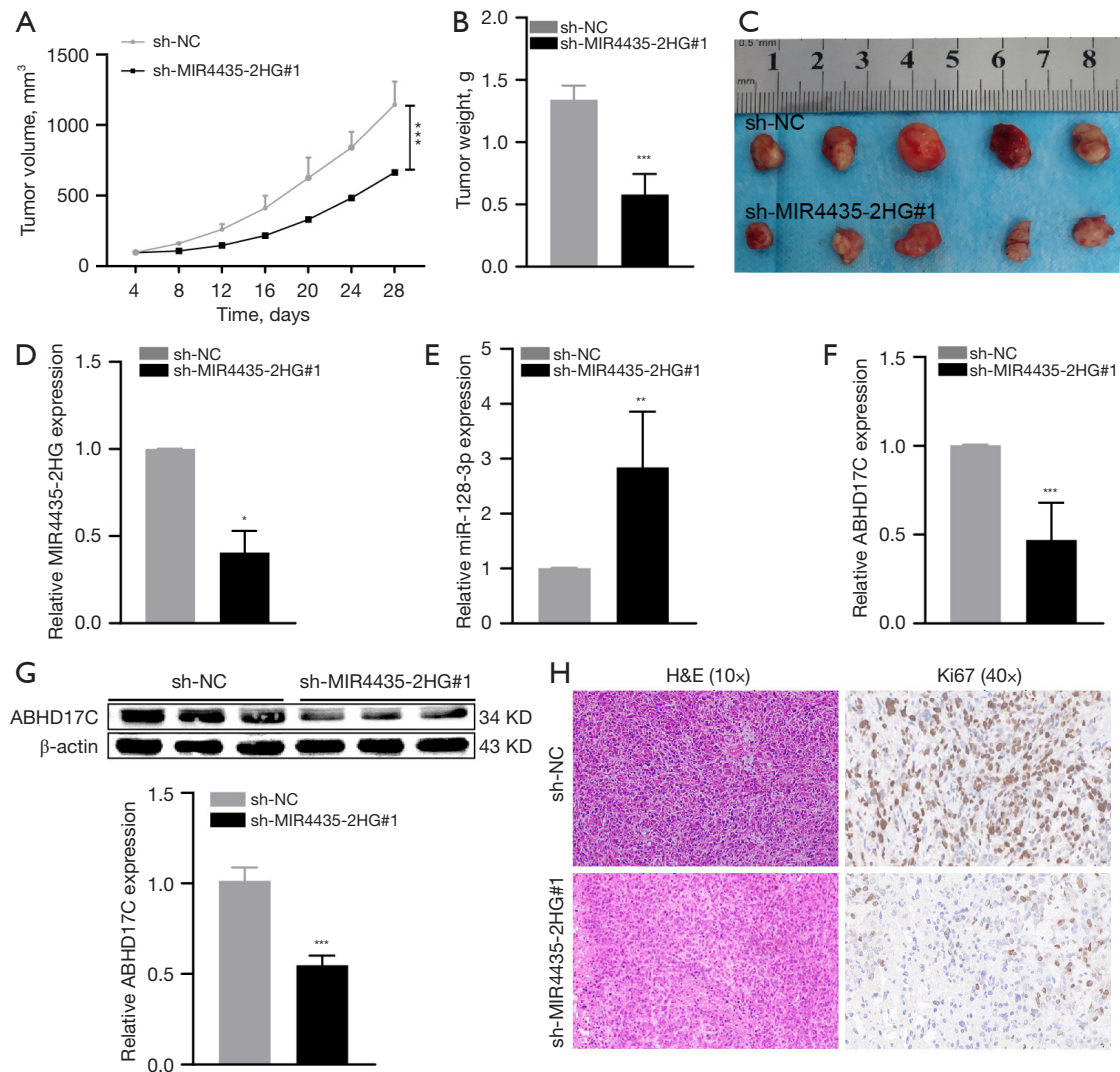 A
sh-NC
sh-MIR4435-2HG#1
Tumor volume, mm³
1500
1000
500
0
***
4 8 12 16 20 24 28
Time, days
B
sh-NC
sh-MIR4435-2HG#1
Tumor weight, g
2.0
1.5
1.0
0.5
0.0
***
C
0.5 mm
1 2 3 4 5 6 7 8
mm
sh-NC
sh-MIR4435-2HG#1
D
sh-NC
sh-MIR4435-2HG#1
Relative MIR4435-2HG expression
1.5
1.0
0.5
0.0
*
E
sh-NC
sh-MIR4435-2HG#1
Relative miR-128-3p expression
5
4
3
2
1
0
**
F
sh-NC
sh-MIR4435-2HG#1
Relative ABHD17C expression
1.5
1.0
0.5
0.0
***
G
sh-NC sh-MIR4435-2HG#1
ABHD17C 34 KD
β-actin 43 KD
sh-NC
sh-MIR4435-2HG#1
Relative ABHD17C expression
1.5
1.0
0.5
0.0
***
H
H&E (10×) Ki67 (40×)
sh-NC
sh-MIR4435-2HG#1